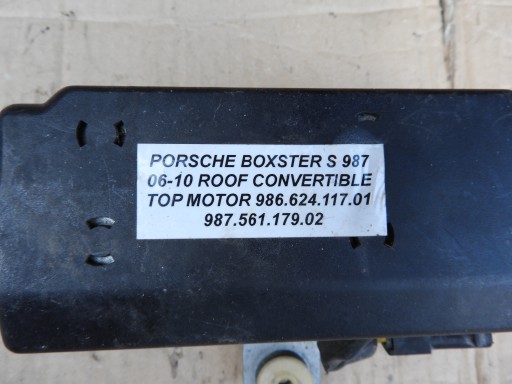 PORSCHE BOXSTER S 987
06-10 ROOF CONVERTIBLE
TOP MOTOR 986.624.117.01
987.561.179.02